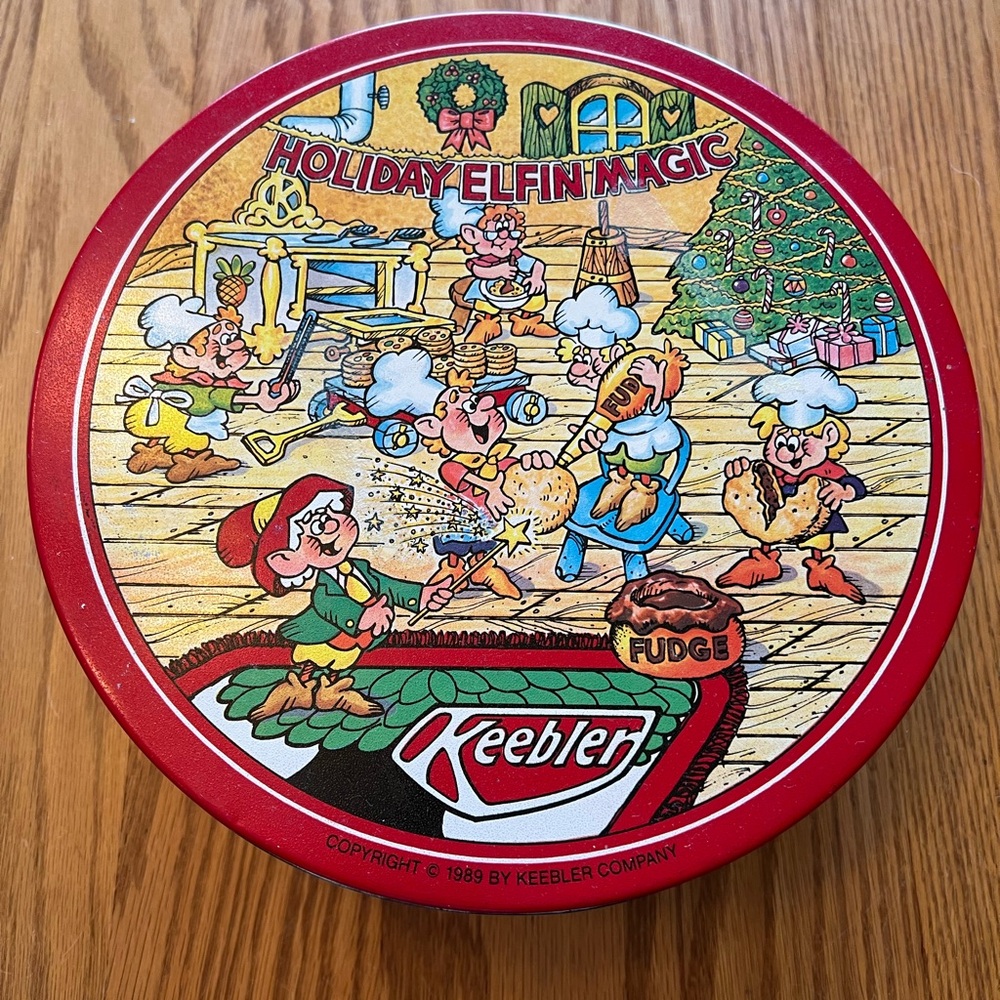 HOLIDAY ELFIN MAGIC
K
FUD
FUDGE
Keebler
COPYRIGHT © 1989 BY KEEBLER COMPANY